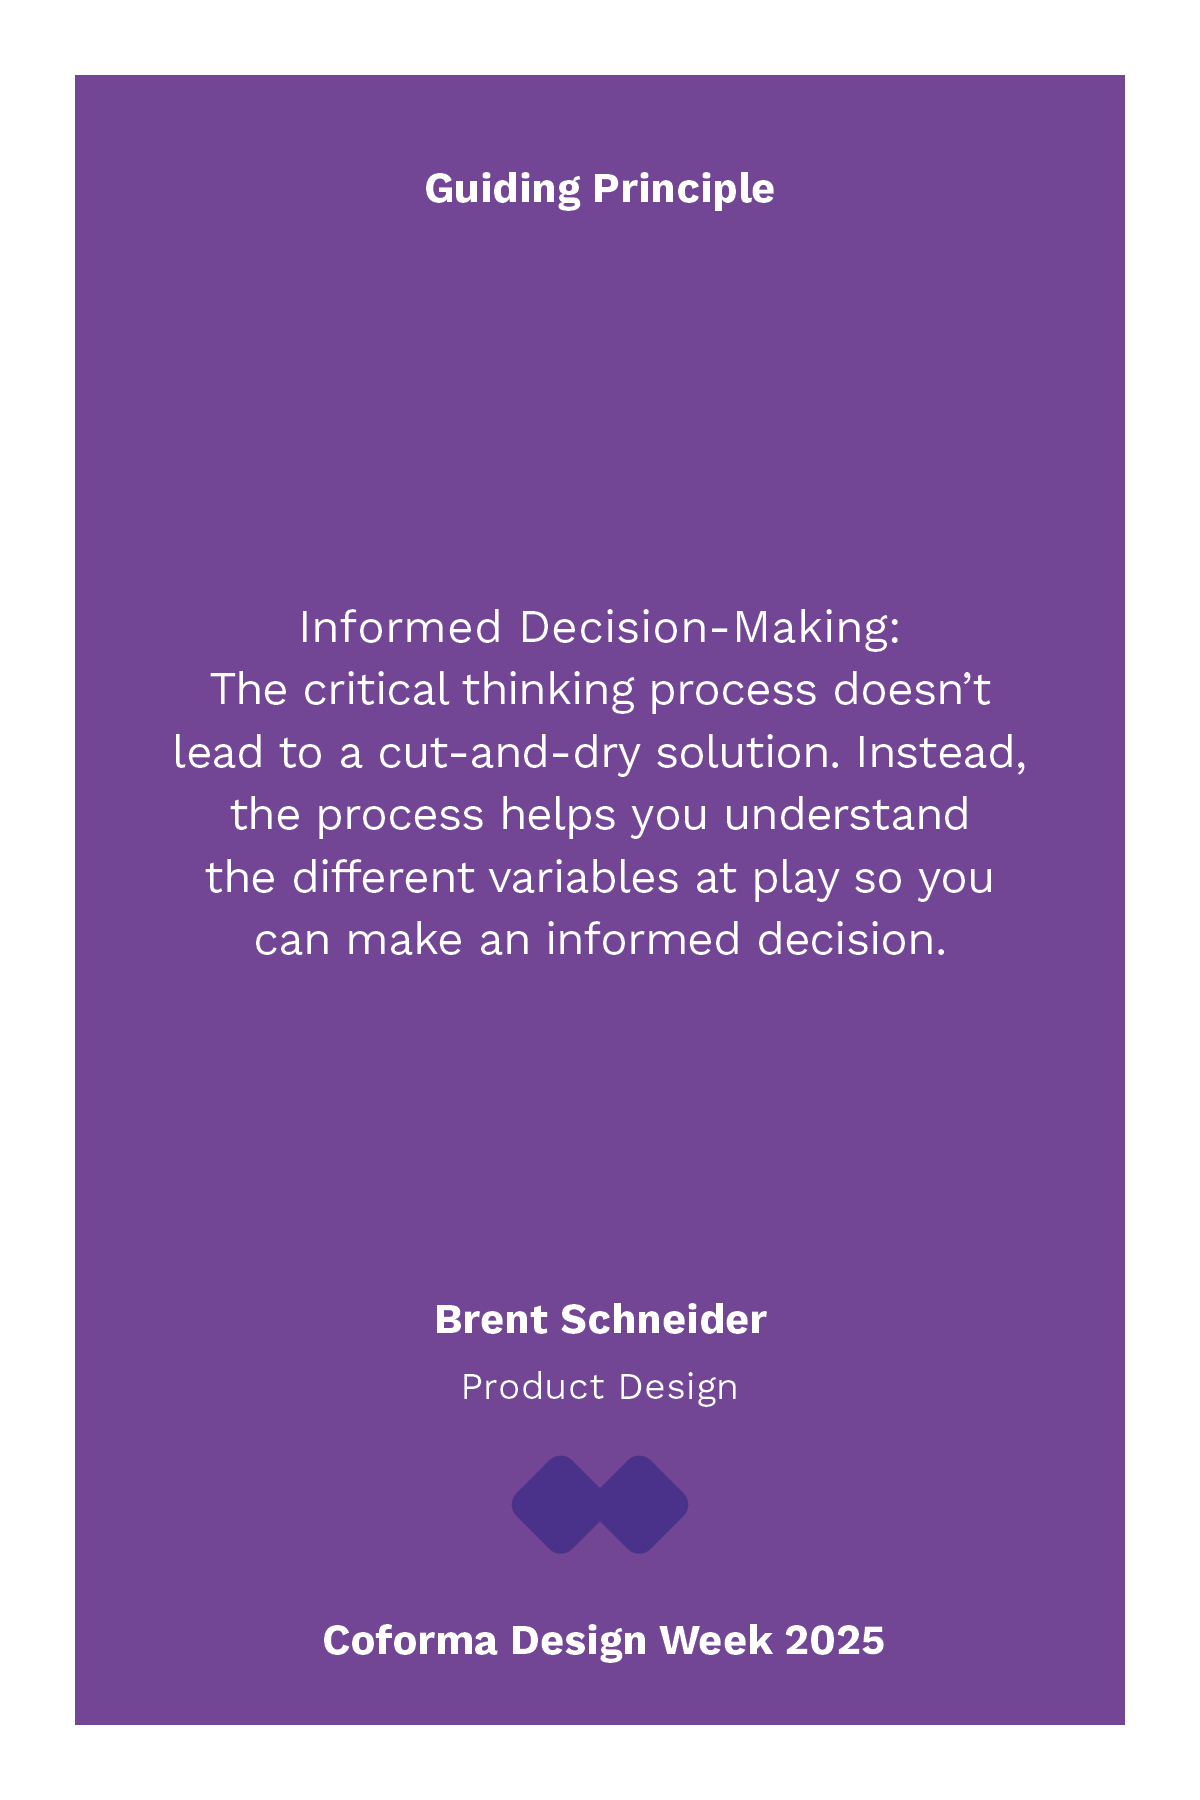 Guiding Principle
Informed Decision-Making:
The critical thinking process doesn’t
lead to a cut-and-dry solution. Instead,
the process helps you understand
the different variables at play so you
can make an informed decision.
Brent Schneider
Product Design
Coforma Design Week 2025